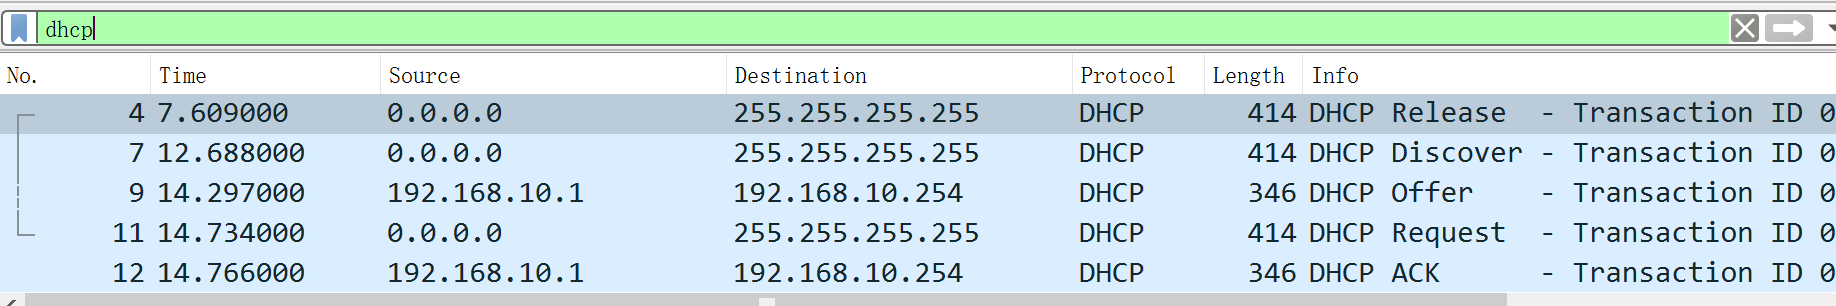 dhcp
No. Time Source Destination Protocol Length Info
4 7.609000 0.0.0.0 255.255.255.255 DHCP 414 DHCP Release - Transaction ID 0
7 12.688000 0.0.0.0 255.255.255.255 DHCP 414 DHCP Discover - Transaction ID 0
9 14.297000 192.168.10.1 192.168.10.254 DHCP 346 DHCP Offer - Transaction ID 0
11 14.734000 0.0.0.0 255.255.255.255 DHCP 414 DHCP Request - Transaction ID 0
12 14.766000 192.168.10.1 192.168.10.254 DHCP 346 DHCP ACK - Transaction ID 0